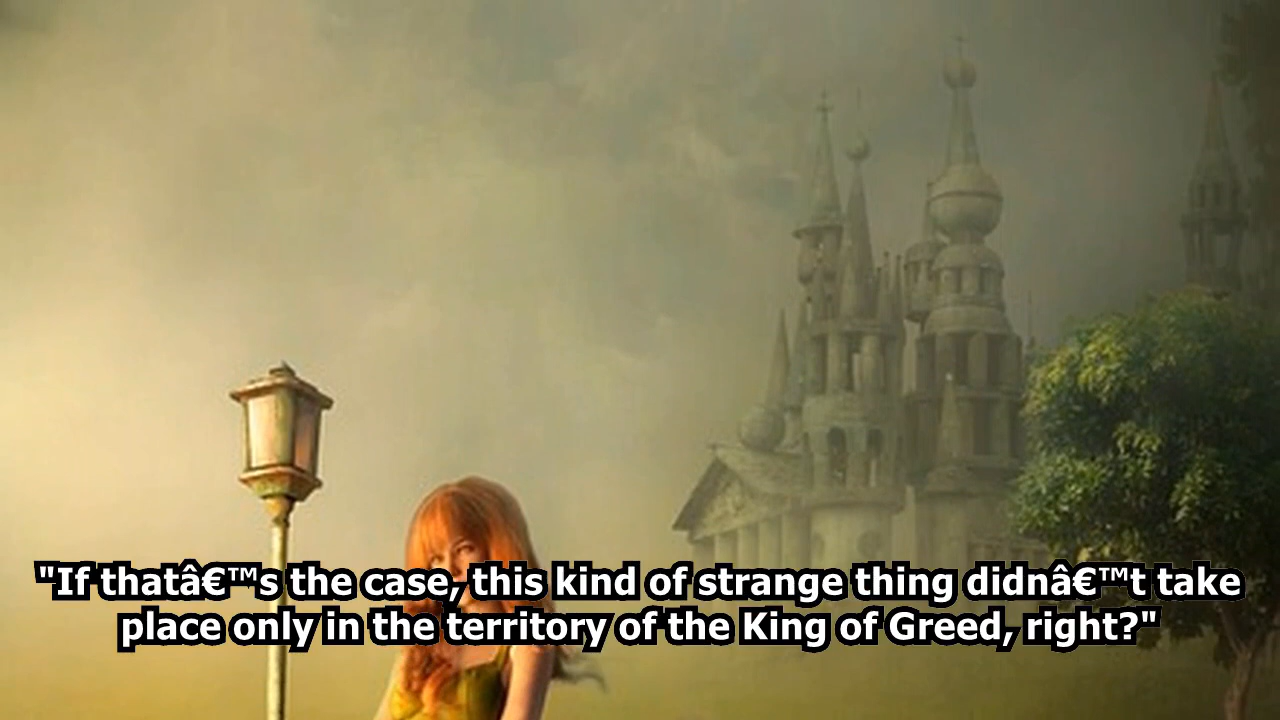 "If thatâ€™s the case, this kind of strange thing didnâ€™t take
place only in the territory of the King of Greed, right?"